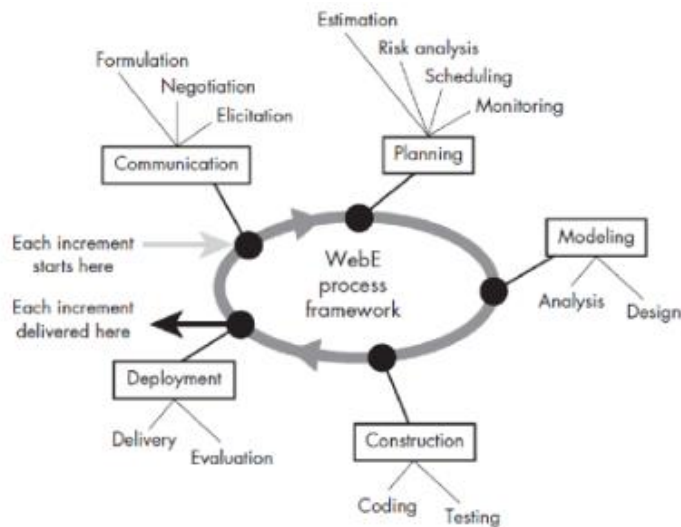 Estimation
Risk analysis
Scheduling
Monitoring
Planning
Formulation
Negotiation
Elicitation
Communication
Each increment
starts here
WebE
process
framework
Modeling
Analysis
Design
Each increment
delivered here
Deployment
Delivery
Evaluation
Construction
Coding
Testing